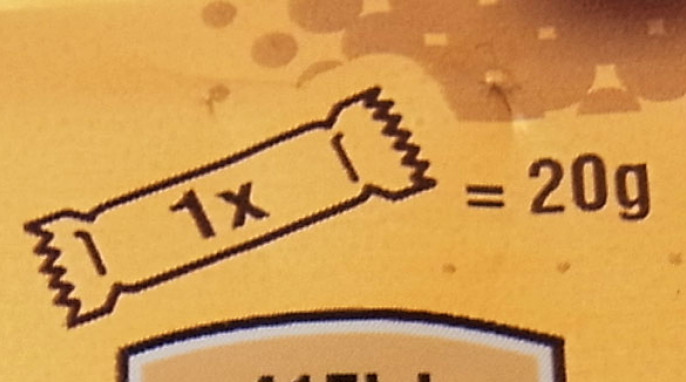 1x = 20g